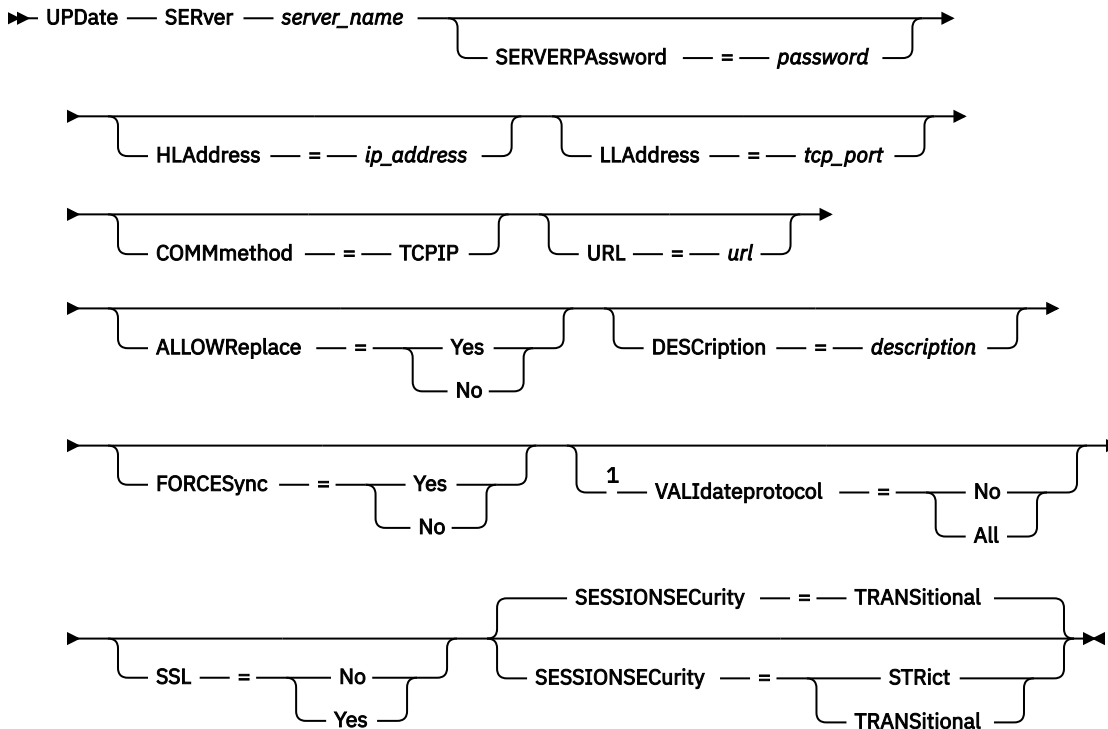 UPDate — SERver — server_name
SERVERPAssword — = — password
HLAddress — = — ip_address LLAddress — = — tcp_port
COMMmethod — = — TCPIP URL — = — url
ALLOWReplace — = — Yes DESCription — = — description
No
FORCESync — = — Yes 1 VALIdateprotocol — = — No
No All
SESSIONSECurity — = — TRANSitional
SSL — = — No SESSIONSECurity — = — STRict
Yes TRANSitional